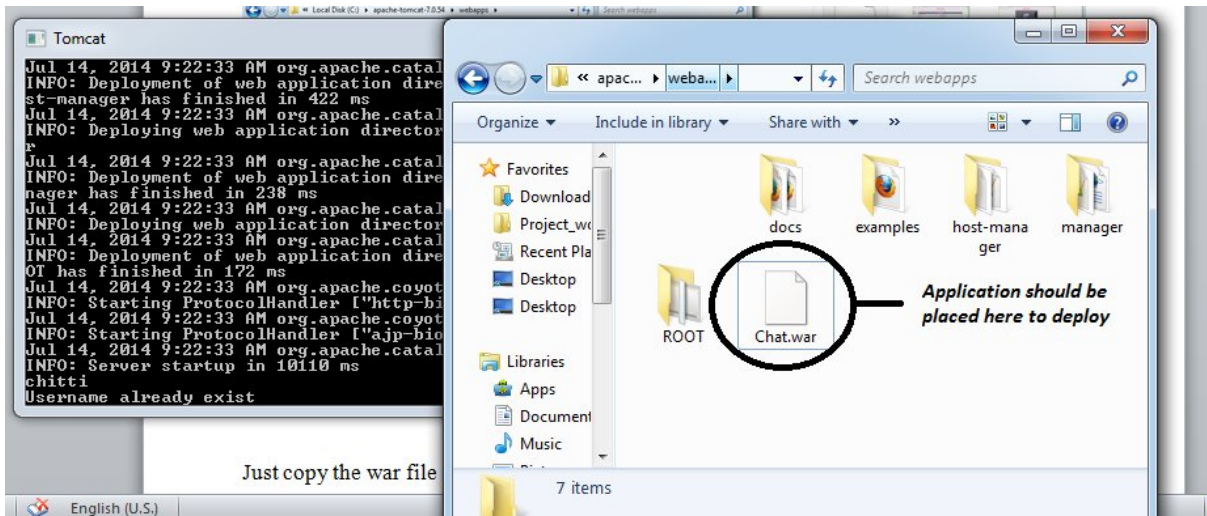 Local Disk (C:) ▸ apache-tomcat-7.0.54 ▸ webapps ▸
Search webapps
Tomcat
Jul 14, 2014 9:22:33 AM org.apache.catal
INFO: Deployment of web application dire
st-manager has finished in 422 ms
Jul 14, 2014 9:22:33 AM org.apache.catal
INFO: Deploying web application director
r
Jul 14, 2014 9:22:33 AM org.apache.catal
INFO: Deployment of web application dire
nager has finished in 238 ms
Jul 14, 2014 9:22:33 AM org.apache.catal
INFO: Deploying web application director
Jul 14, 2014 9:22:33 AM org.apache.catal
INFO: Deployment of web application dire
OT has finished in 172 ms
Jul 14, 2014 9:22:33 AM org.apache.coyot
INFO: Starting ProtocolHandler ["http-bi
Jul 14, 2014 9:22:33 AM org.apache.coyot
INFO: Starting ProtocolHandler ["ajp-bio
Jul 14, 2014 9:22:33 AM org.apache.catal
INFO: Server startup in 10110 ms
chitti
Username already exist
« apac... ▸ weba... ▸
Search webapps
Organize
Include in library
Share with
»
Favorites
Download
Project_wo
Recent Pla
Desktop
Desktop
Libraries
Apps
Document
Music
docs
examples
host-mana
ger
manager
ROOT
Chat.war
Application should be
placed here to deploy
7 items
Just copy the war file
English (U.S.)